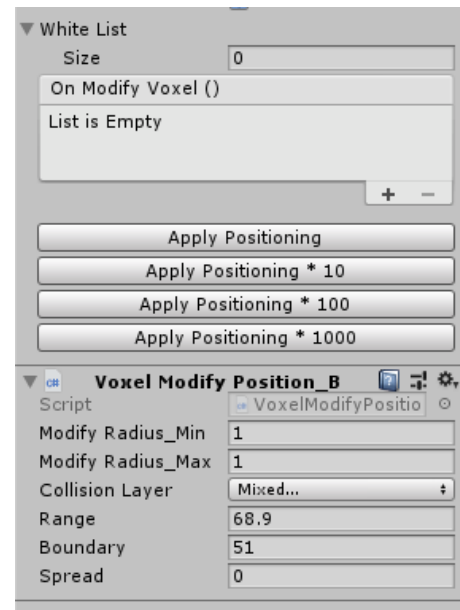 White List
Size 0
On Modify Voxel ()
List is Empty
+ −
Apply Positioning
Apply Positioning * 10
Apply Positioning * 100
Apply Positioning * 1000
Voxel Modify Position_B
Script VoxelModifyPositio
Modify Radius_Min 1
Modify Radius_Max 1
Collision Layer Mixed...
Range 68.9
Boundary 51
Spread 0